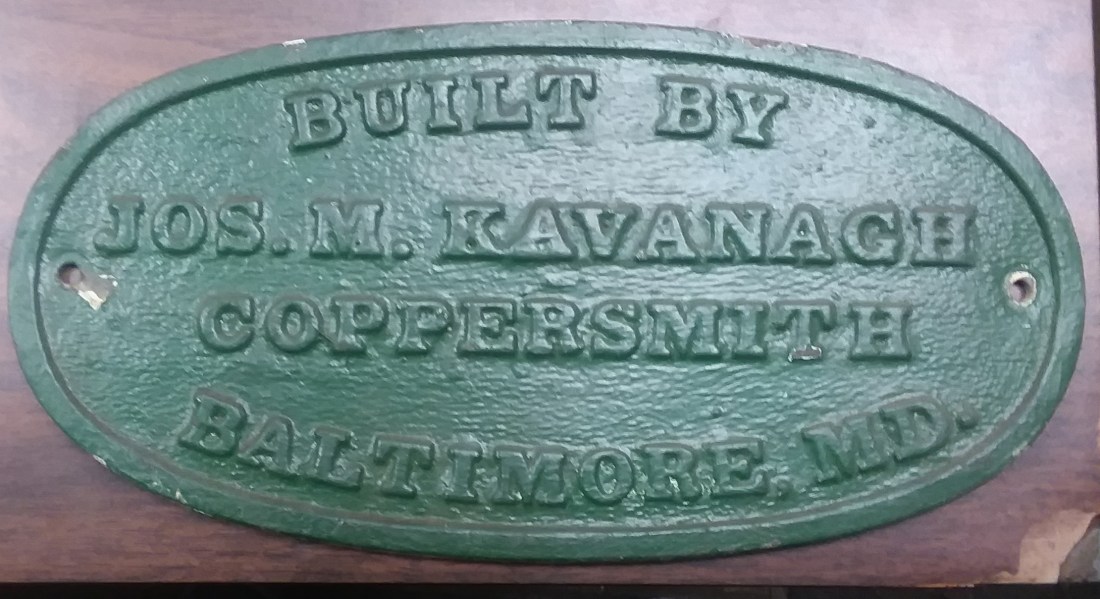 BUILT BY
JOS. M. KAVANAGH
COPPERSMITH
BALTIMORE, MD.